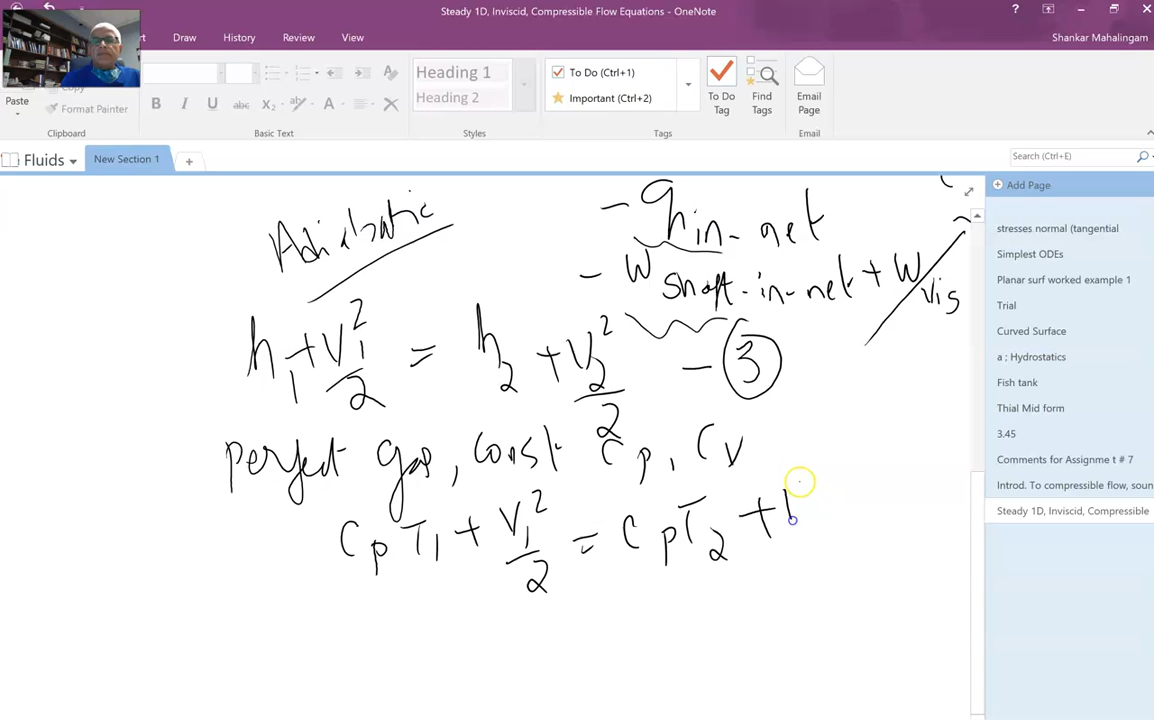 Steady 1D, Inviscid, Compressible Flow Equations - OneNote
Draw History Review View Shankar Mahalingam
Paste
Copy
Format Painter
B I U abc X₂ A
Heading 1
Heading 2
To Do (Ctrl+1)
Important (Ctrl+2)
To Do Tag
Find Tags
Email Page
Clipboard Basic Text Styles Tags Email
Fluids New Section 1 Search (Ctrl+E)
Add Page
stresses normal (tangential
Simplest ODEs
Planar surf worked example 1
Trial
Curved Surface
a ; Hydrostatics
Fish tank
Thial Mid form
3.45
Comments for Assignme t # 7
Introd. To compressible flow, soun
Steady 1D, Inviscid, Compressible
Adiabatic
- q in-net
- W shaft-in-net + W vis
h₁ + V₁²/2 = h₂ + V₂²/2 - 3
perfect gas, const Cp, Cv
CpT₁ + V₁²/2 = CpT₂ +